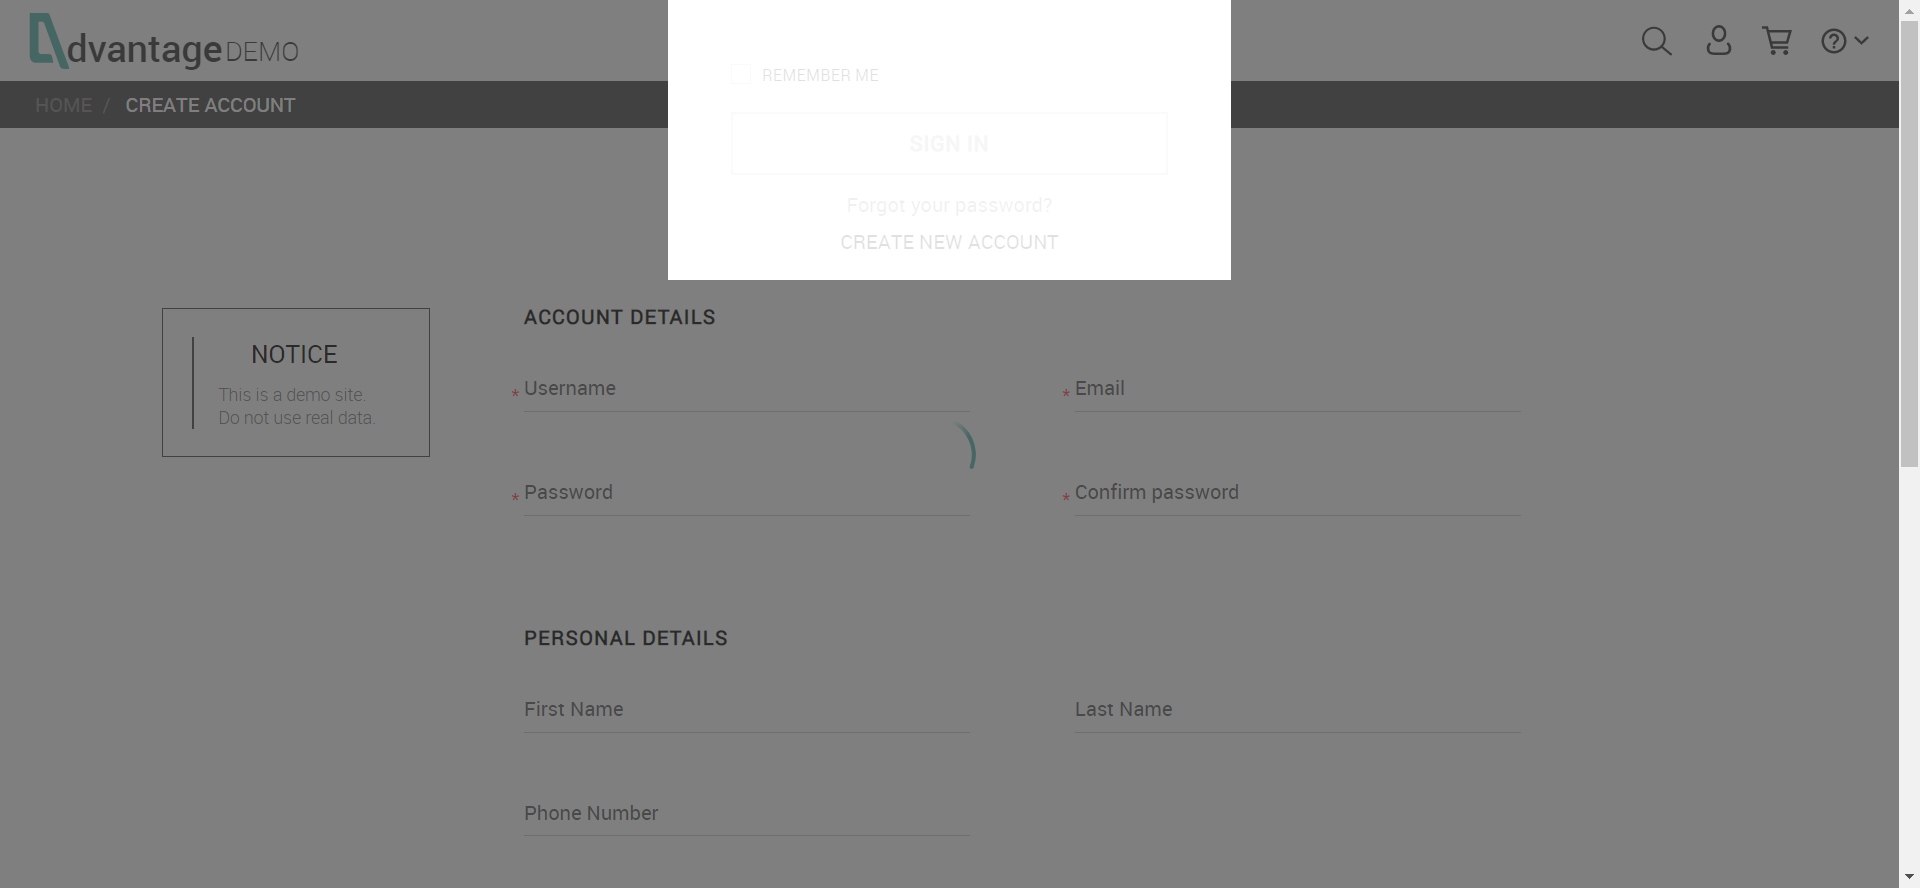 dvantage DEMO
HOME / CREATE ACCOUNT
REMEMBER ME
SIGN IN
Forgot your password?
CREATE NEW ACCOUNT
NOTICE
This is a demo site.
Do not use real data.
ACCOUNT DETAILS
* Username
* Email
* Password
* Confirm password
PERSONAL DETAILS
First Name
Last Name
Phone Number